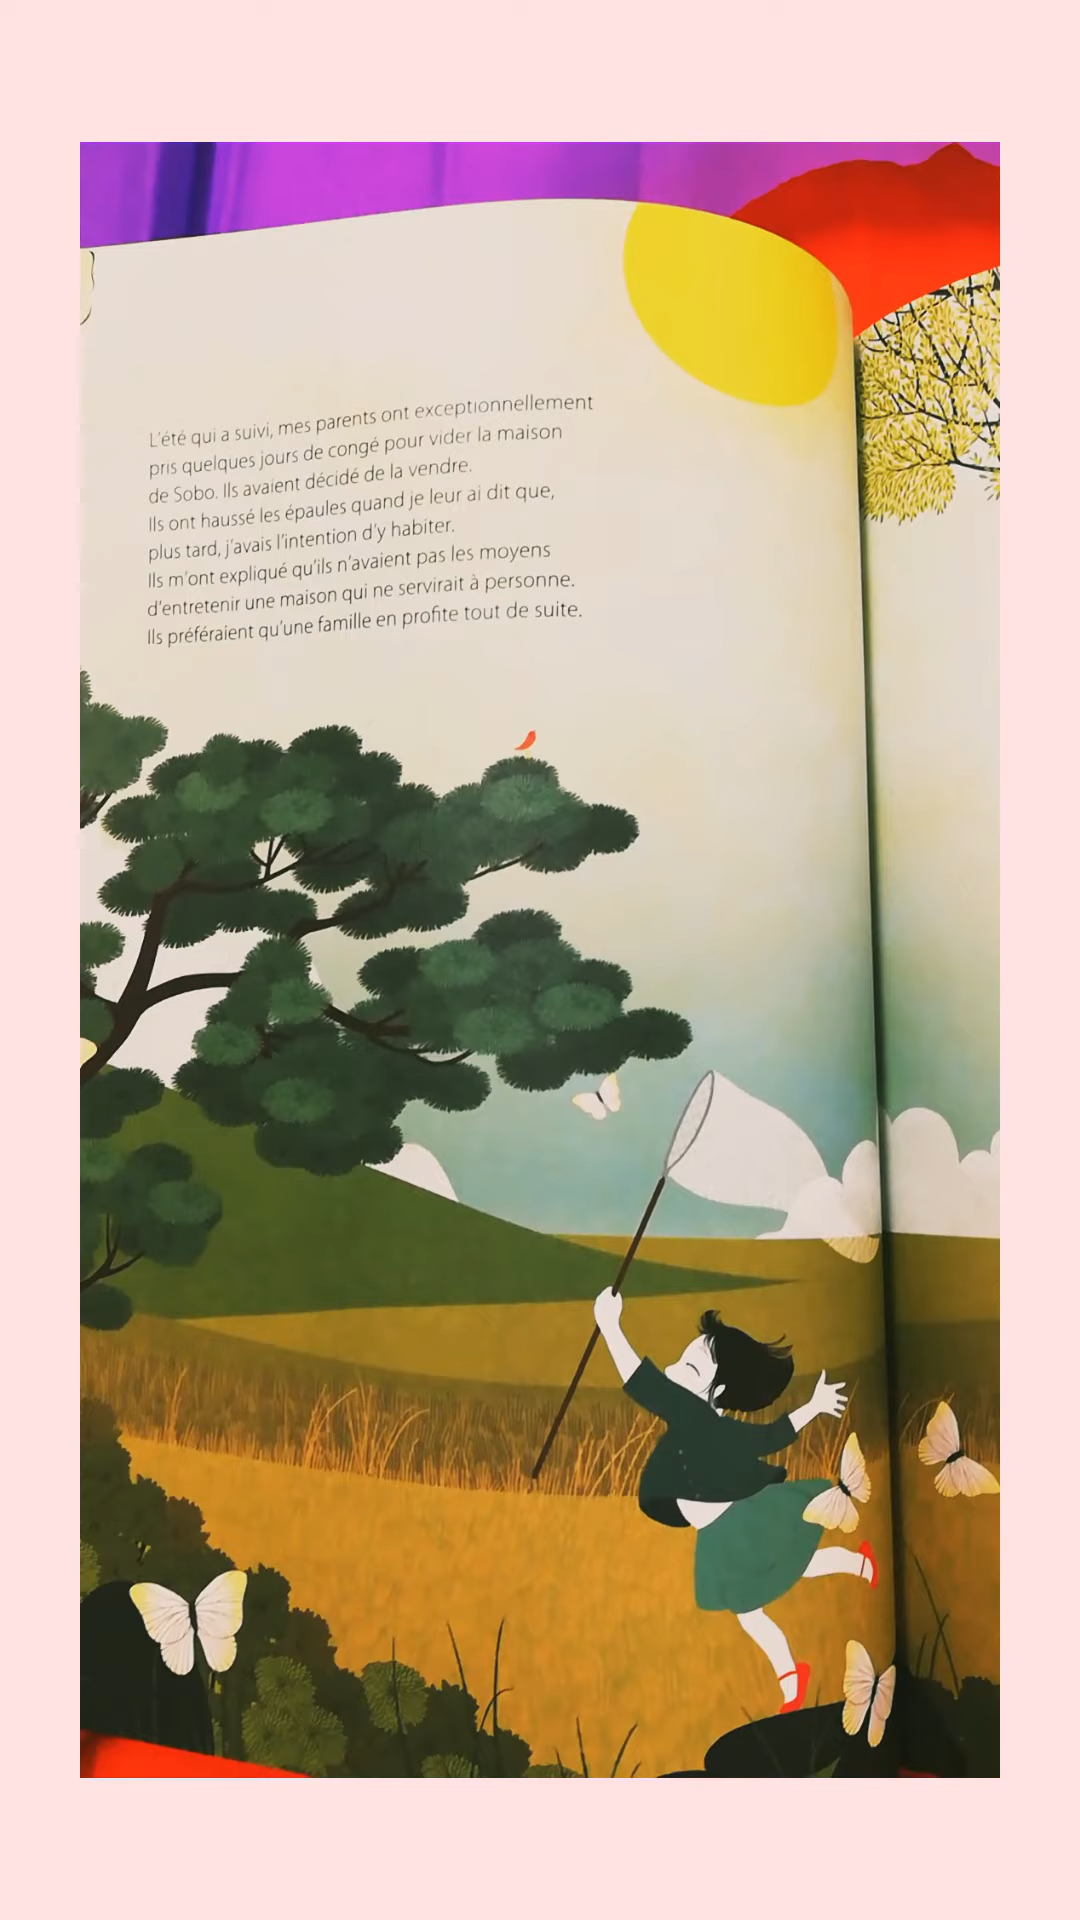 L'été qui a suivi, mes parents ont exceptionnellement
pris quelques jours de congé pour vider la maison
de Sobo. Ils avaient décidé de la vendre.
Ils ont haussé les épaules quand je leur ai dit que,
plus tard, j'avais l'intention d'y habiter.
Ils m'ont expliqué qu'ils n'avaient pas les moyens
d'entretenir une maison qui ne servirait à personne.
Ils préféraient qu'une famille en profite tout de suite.